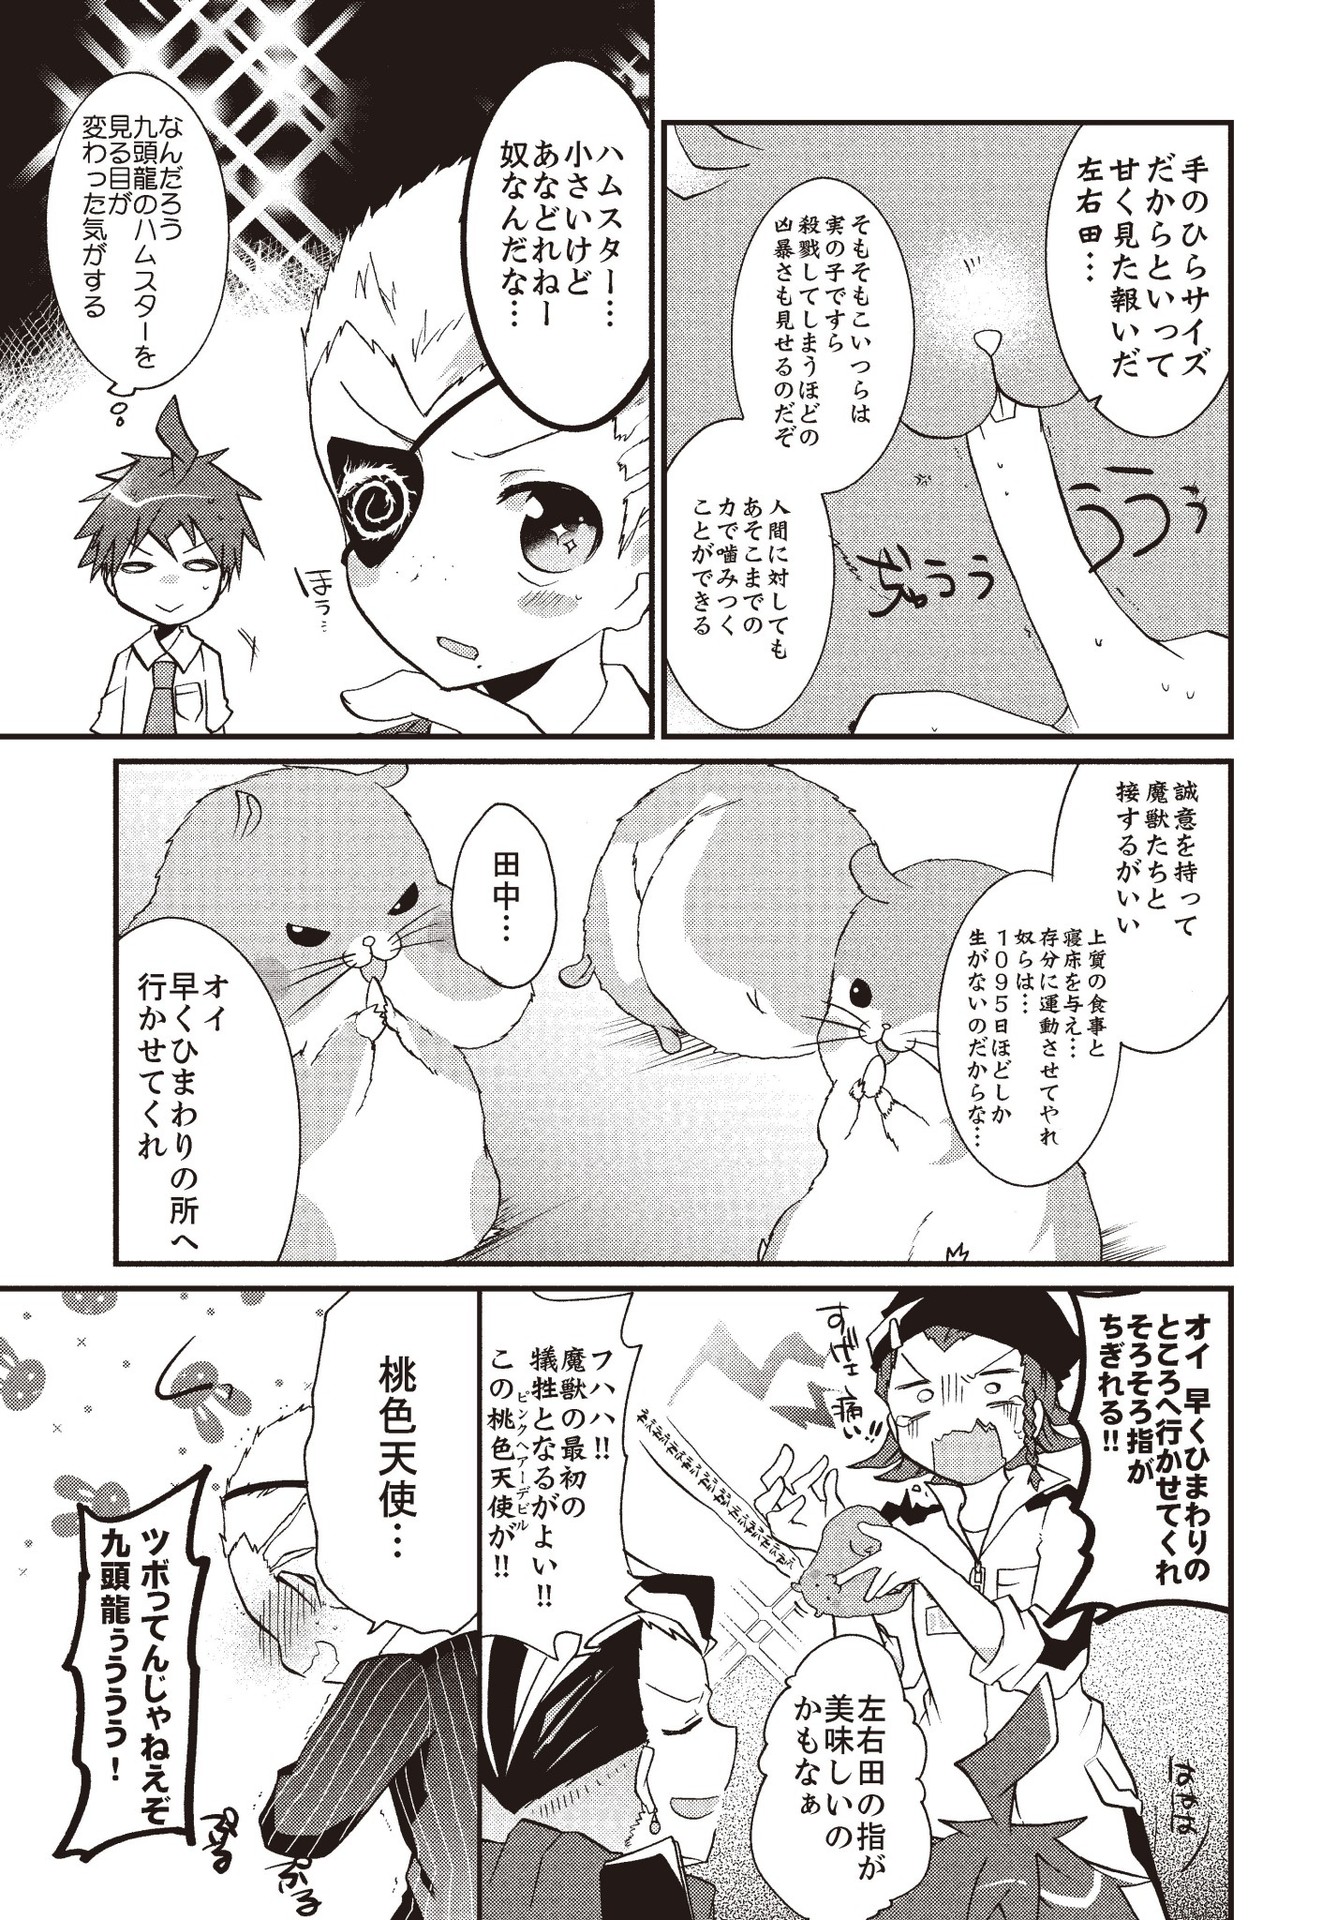 手のひらサイズ
だからといって
甘く見た報いだ
左右田…
そもそもこいつらは
実の子ですら
殺戮してしまうほどの
凶暴さも見せるのだぞ
人間に対しても
あそこまでの
力で噛みつく
ことができる
うつうぅ
ぢゅうぅ
ハムスター…
小さいけど
あなどれねー
奴なんだな…
ほぅ…
なんだろう
九頭龍のハムスターを
見る目が
変わった気がする
誠意を持って
魔獣たちと
接するがいい
上質の食事と
寝床を与え…
存分に運動させてやれ
奴らは…
1095日ほどしか
生がないのだからな…
田中…
オイ
早くひまわりの所へ
行かせてくれ
オイ 早くひまわりの
ところへ行かせてくれ
そろそろ指が
ちぎれる!!
すげェ
痛い!!
左右田の指が
美味しいの
かもなぁ
ははは
フハハ!!
魔獣の最初の
犠牲となるがよい!!
この桃色天使が!!
ピンクヘアーデビル
桃色天使…
ツボってんじゃねえぞ
九頭龍ぅぅぅぅ!
ぷる
ぷる